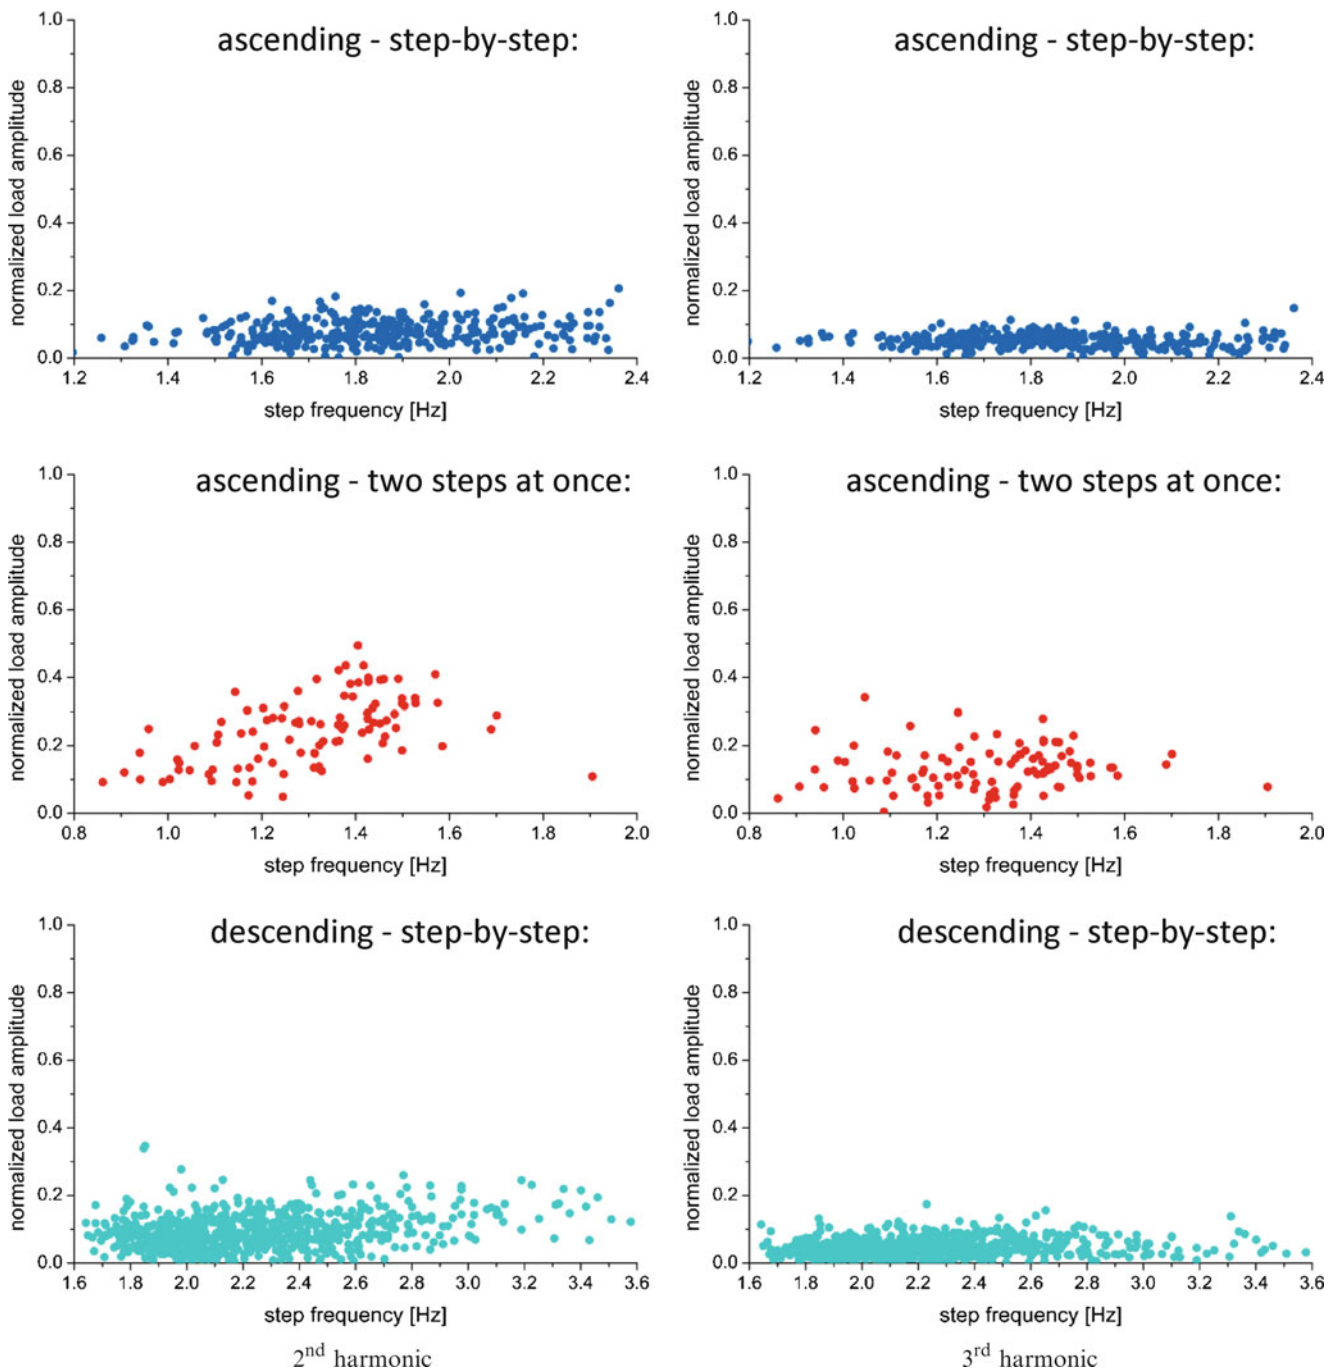 ascending - step-by-step:
normalized load amplitude
1.0
0.8
0.6
0.4
0.2
0.0
1.2 1.4 1.6 1.8 2.0 2.2 2.4
step frequency [Hz]
ascending - step-by-step:
normalized load amplitude
1.0
0.8
0.6
0.4
0.2
0.0
1.2 1.4 1.6 1.8 2.0 2.2 2.4
step frequency [Hz]
ascending - two steps at once:
normalized load amplitude
1.0
0.8
0.6
0.4
0.2
0.0
0.8 1.0 1.2 1.4 1.6 1.8 2.0
step frequency [Hz]
ascending - two steps at once:
normalized load amplitude
1.0
0.8
0.6
0.4
0.2
0.0
0.8 1.0 1.2 1.4 1.6 1.8 2.0
step frequency [Hz]
descending - step-by-step:
normalized load amplitude
1.0
0.8
0.6
0.4
0.2
0.0
1.6 1.8 2.0 2.2 2.4 2.6 2.8 3.0 3.2 3.4 3.6
step frequency [Hz]
2nd harmonic
descending - step-by-step:
normalized load amplitude
1.0
0.8
0.6
0.4
0.2
0.0
1.6 1.8 2.0 2.2 2.4 2.6 2.8 3.0 3.2 3.4 3.6
step frequency [Hz]
3rd harmonic